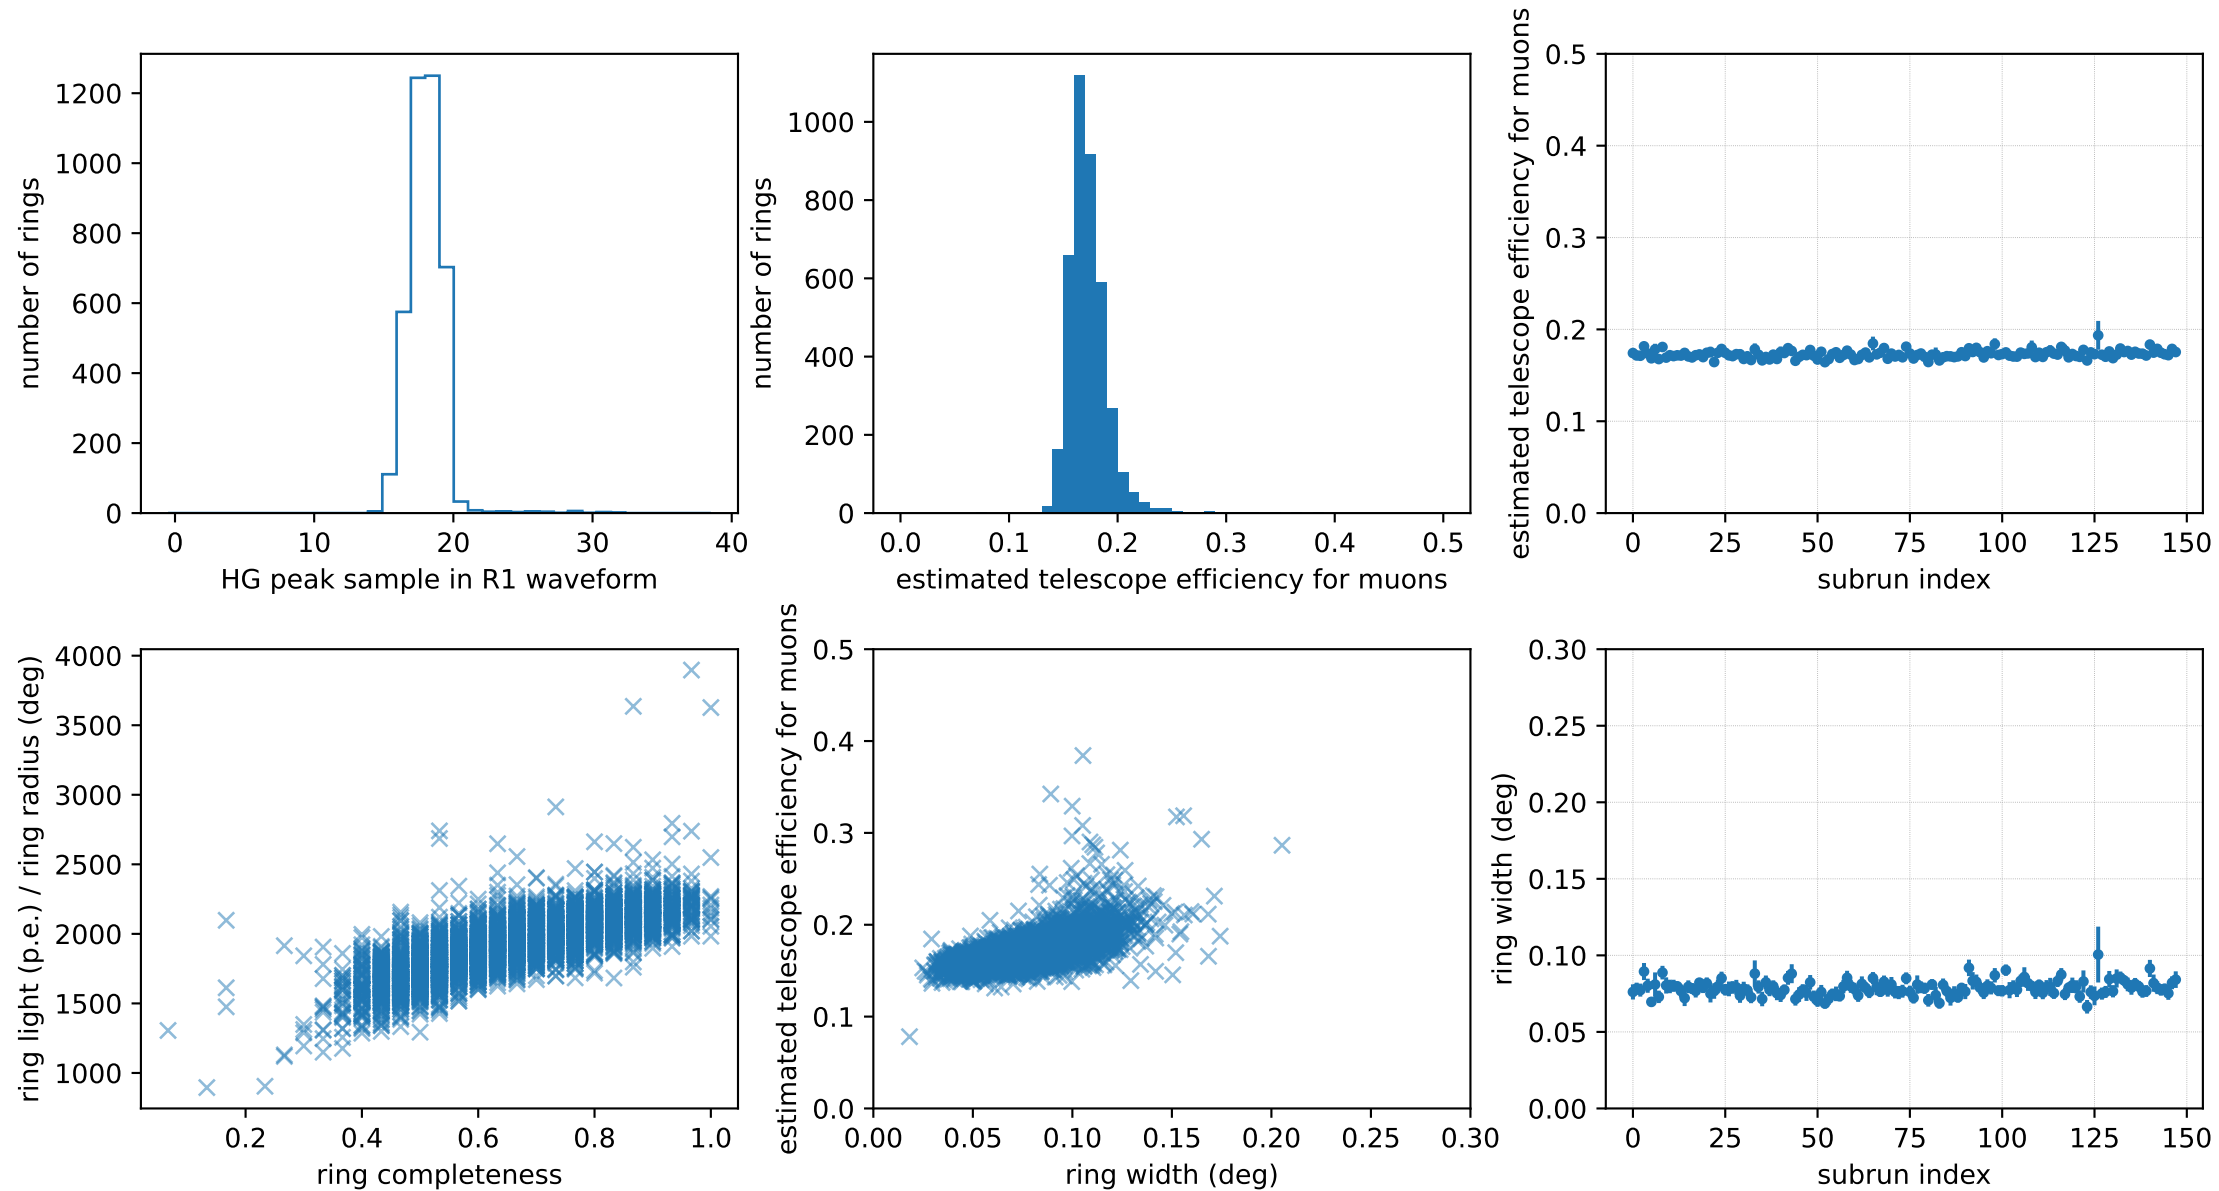 1200
1000
800
600
400
200
0
number of rings
0 10 20 30 40
HG peak sample in R1 waveform
1000
800
600
400
200
0
number of rings
0.0 0.1 0.2 0.3 0.4 0.5
estimated telescope efficiency for muons
0.5
0.4
0.3
0.2
0.1
0.0
estimated telescope efficiency for muons
0 25 50 75 100 125 150
subrun index
4000
3500
3000
2500
2000
1500
1000
ring light (p.e.) / ring radius (deg)
0.2 0.4 0.6 0.8 1.0
ring completeness
0.5
0.4
0.3
0.2
0.1
0.0
estimated telescope efficiency for muons
0.00 0.05 0.10 0.15 0.20 0.25 0.30
ring width (deg)
0.30
0.25
0.20
0.15
0.10
0.05
0.00
ring width (deg)
0 25 50 75 100 125 150
subrun index